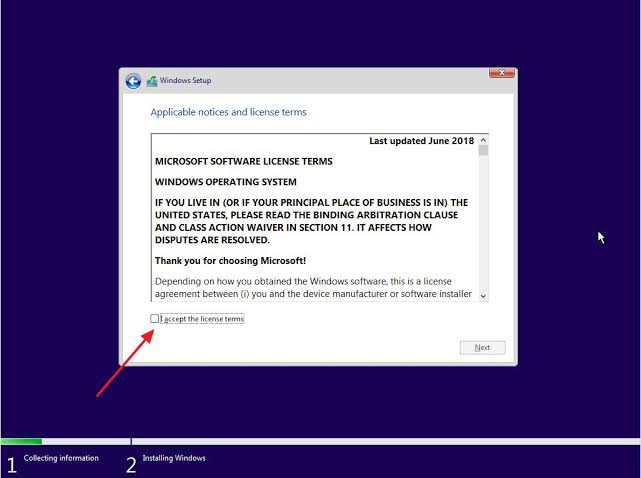 Windows Setup
Applicable notices and license terms
Last updated June 2018
MICROSOFT SOFTWARE LICENSE TERMS
WINDOWS OPERATING SYSTEM
IF YOU LIVE IN (OR IF YOUR PRINCIPAL PLACE OF BUSINESS IS IN) THE
UNITED STATES, PLEASE READ THE BINDING ARBITRATION CLAUSE
AND CLASS ACTION WAIVER IN SECTION 11. IT AFFECTS HOW
DISPUTES ARE RESOLVED.
Thank you for choosing Microsoft!
Depending on how you obtained the Windows software, this is a license
agreement between (i) you and the device manufacturer or software installer
I accept the license terms
Next
1 Collecting information
2 Installing Windows